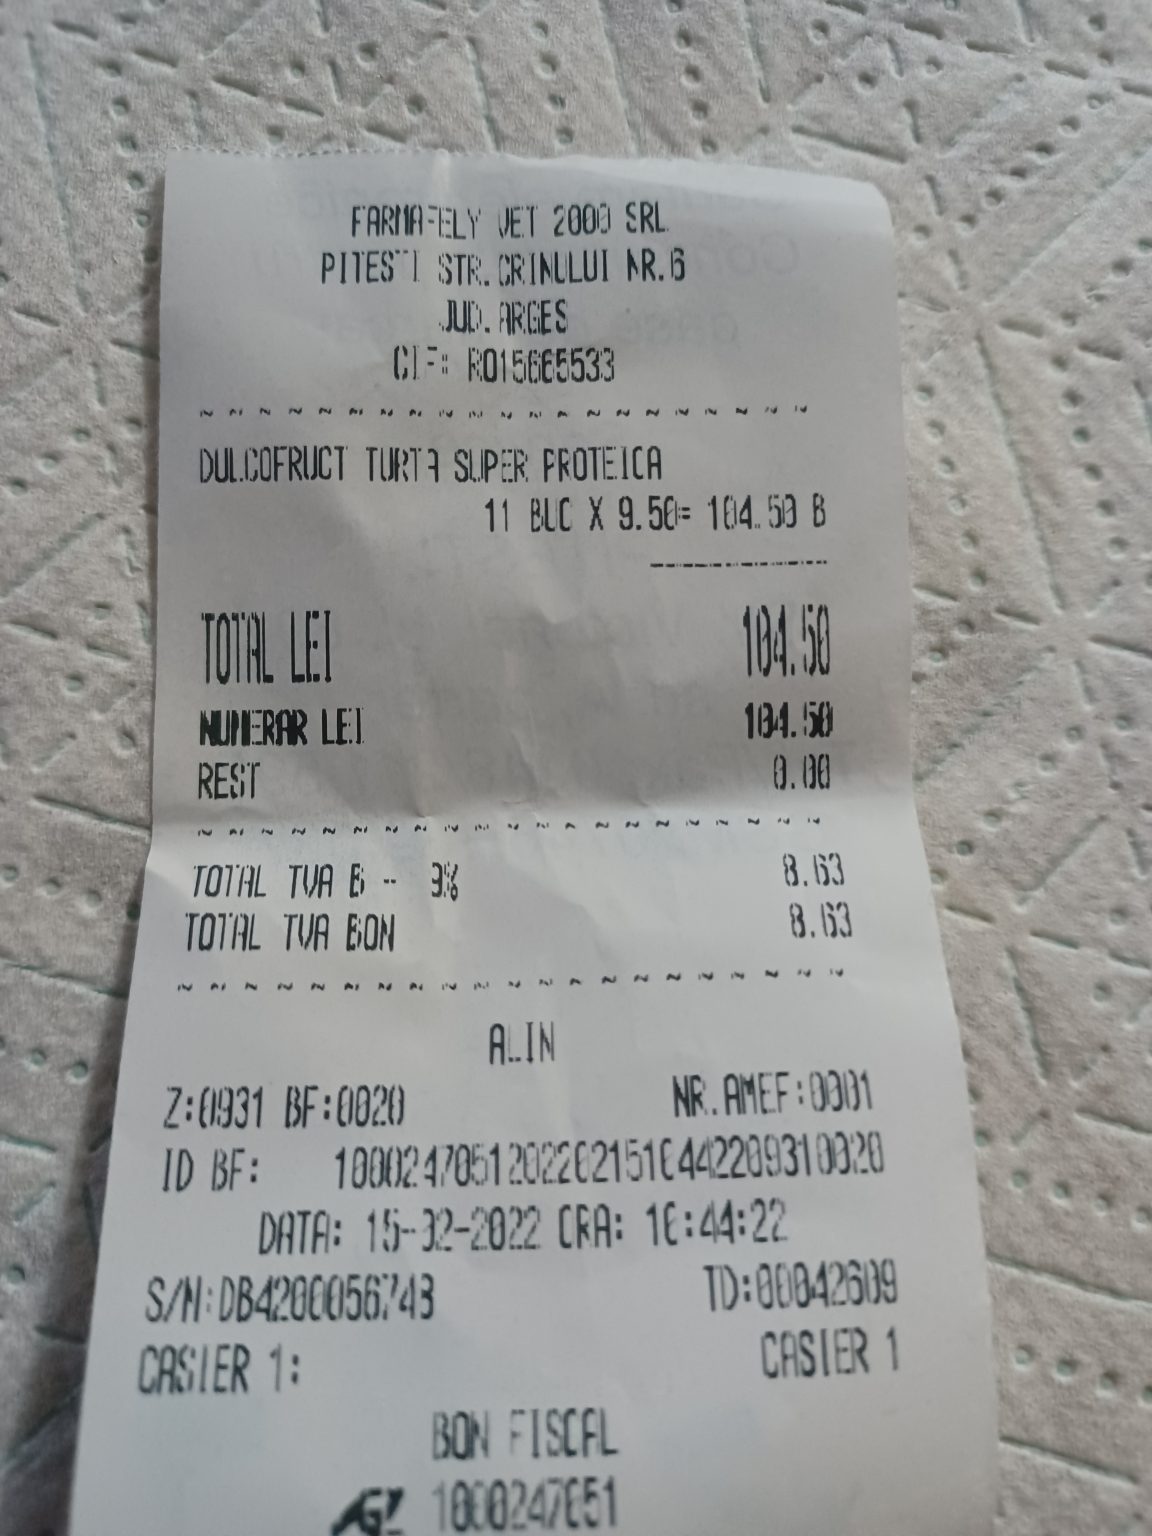 FARMAFELY VET 2000 SRL
PITESTI STR.CRINULUI NR.6
JUD.ARGES
CIF: RO15665533
DULCOFRUCT TURTA SUPER PROTEICA
11 BUC X 9.50= 104.50 B
TOTAL LEI 104.50
NUMERAR LEI 104.50
REST 0.00
TOTAL TVA B - 9% 8.63
TOTAL TVA BON 8.63
ALIN
Z:0931 BF:0020 NR.AMEF:0001
ID BF: 10002470512022021516442209310020
DATA: 15-02-2022 ORA: 16:44:22
S/N:DB4200056743 TD:00042609
CASIER 1: CASIER 1
BON FISCAL
1000247051